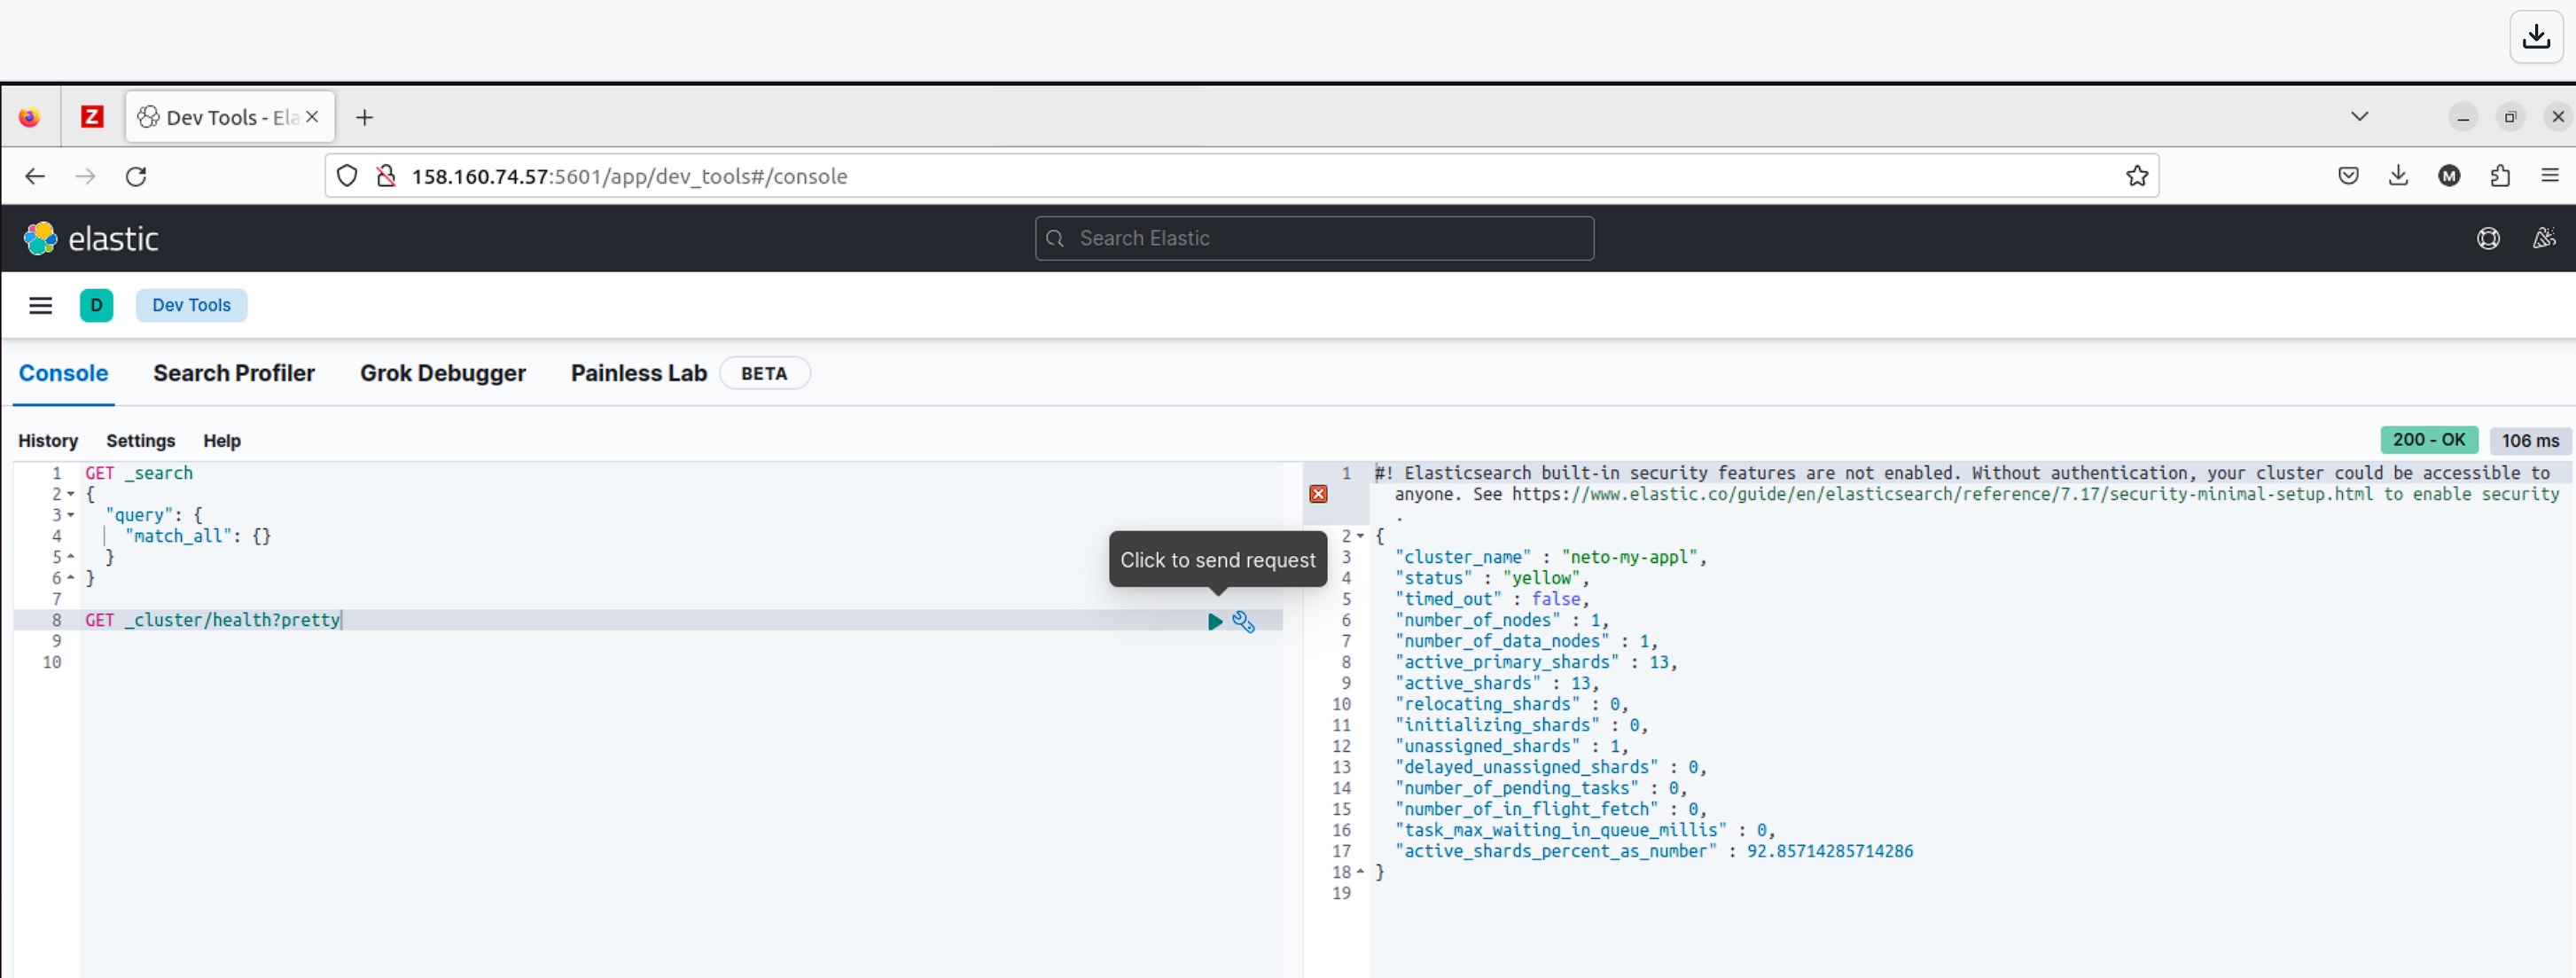 Z
Dev Tools - Ela
158.160.74.57:5601/app/dev_tools#/console
M
elastic
Search Elastic
D
Dev Tools
Console Search Profiler Grok Debugger Painless Lab BETA
History Settings Help
200 - OK 106 ms
1 GET _search
2 {
3 "query": {
4 "match_all": {}
5 }
6 }
7
8 GET _cluster/health?pretty
9
10
Click to send request
1 #! Elasticsearch built-in security features are not enabled. Without authentication, your cluster could be accessible to
anyone. See https://www.elastic.co/guide/en/elasticsearch/reference/7.17/security-minimal-setup.html to enable security
.
2 {
3 "cluster_name" : "neto-my-appl",
4 "status" : "yellow",
5 "timed_out" : false,
6 "number_of_nodes" : 1,
7 "number_of_data_nodes" : 1,
8 "active_primary_shards" : 13,
9 "active_shards" : 13,
10 "relocating_shards" : 0,
11 "initializing_shards" : 0,
12 "unassigned_shards" : 1,
13 "delayed_unassigned_shards" : 0,
14 "number_of_pending_tasks" : 0,
15 "number_of_in_flight_fetch" : 0,
16 "task_max_waiting_in_queue_millis" : 0,
17 "active_shards_percent_as_number" : 92.85714285714286
18 }
19